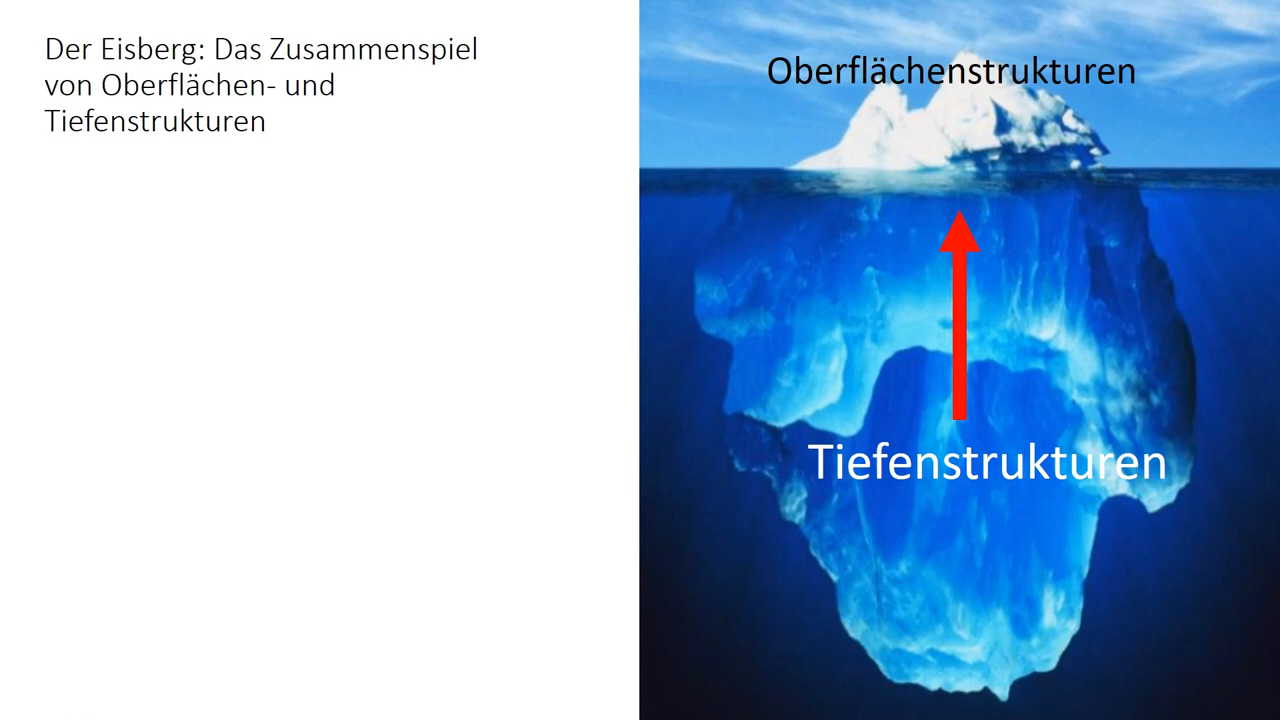 Der Eisberg: Das Zusammenspiel
von Oberflächen- und
Tiefenstrukturen
Oberflächenstrukturen
Tiefenstrukturen